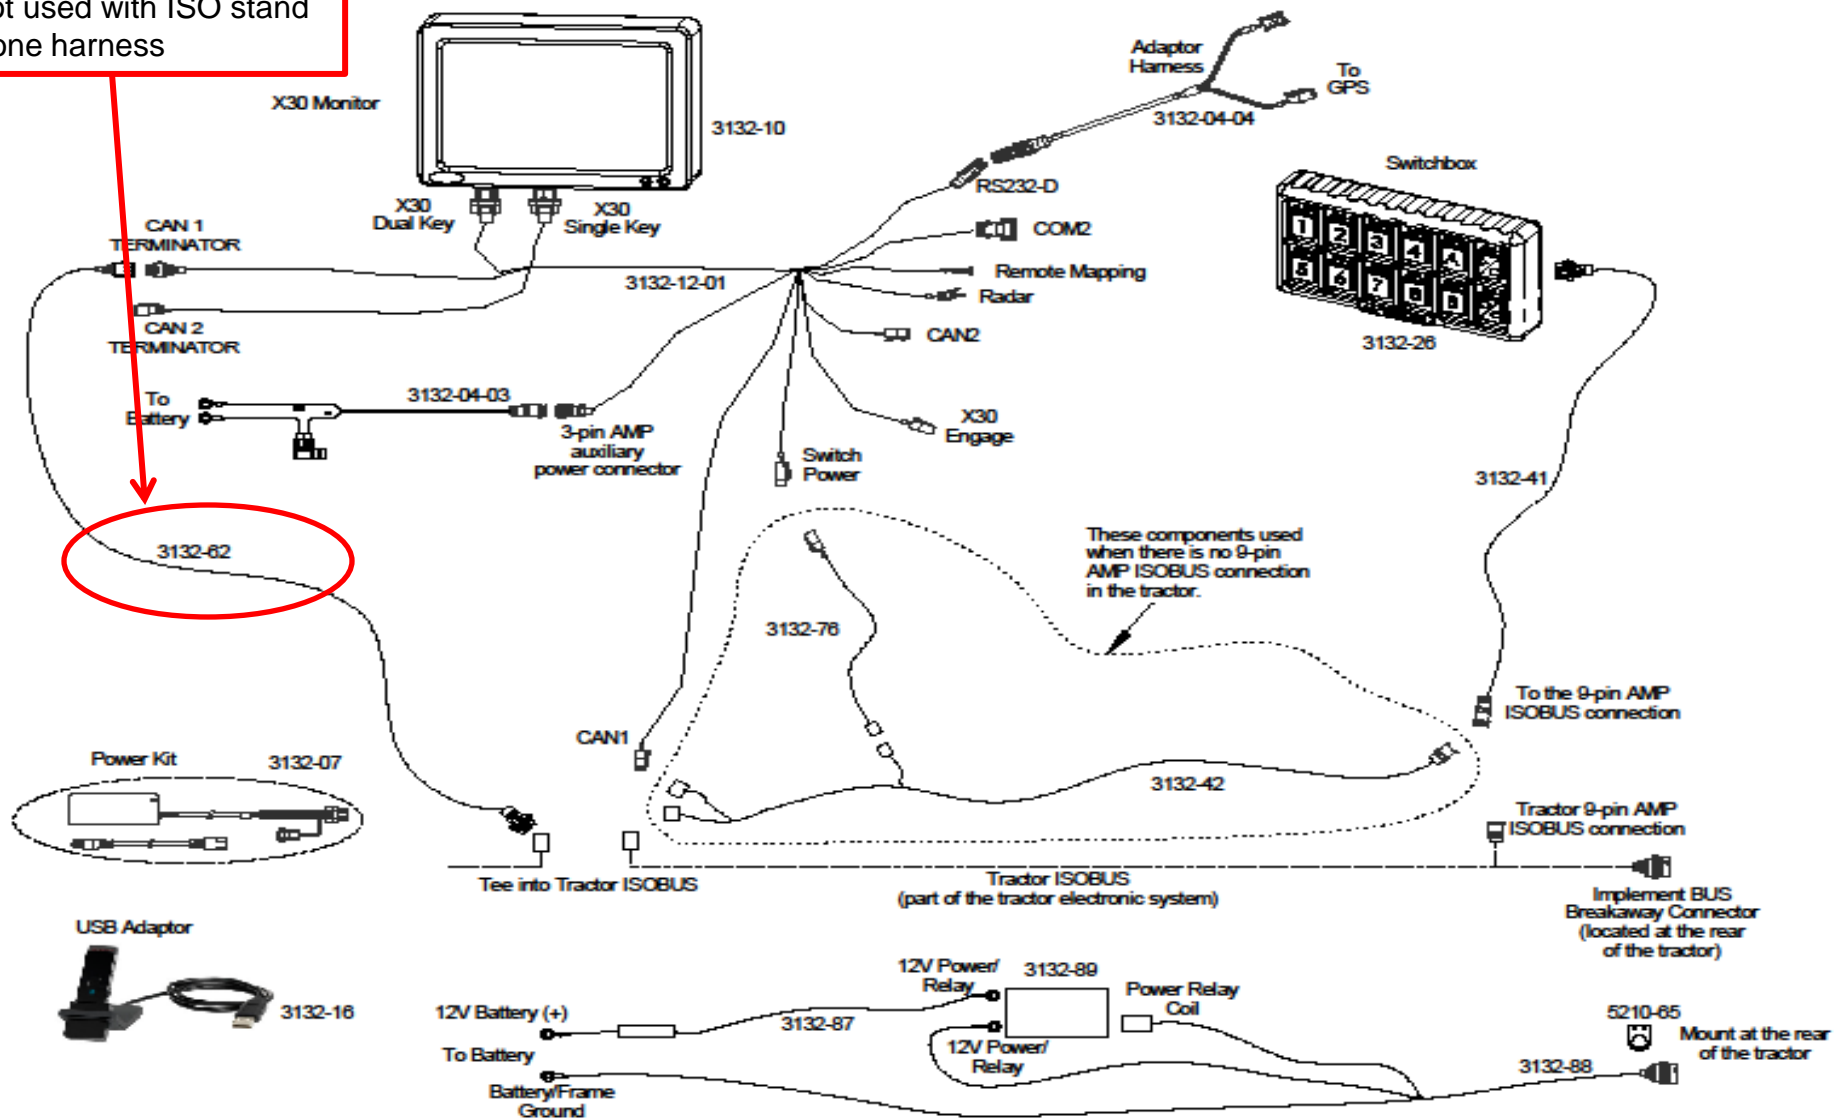 ot used with ISO stand
one harness
X30 Monitor
3132-10
Adaptor
Harness
To
GPS
3132-04-04
Switchbox
RS232-D
X30
Dual Key
X30
Single Key
CAN 1
TERMINATOR
COM2
3132-12-01
Remote Mapping
Radar
1 2 3 4 A
5 6 7 8
3132-26
CAN 2
TERMINATOR
CAN2
To
Battery
3132-04-03
3-pin AMP
auxiliary
power connector
X30
Engage
Switch
Power
3132-41
3132-62
These components used
when there is no 9-pin
AMP ISOBUS connection
in the tractor.
3132-76
To the 9-pin AMP
ISOBUS connection
CAN1
Power Kit
3132-07
3132-42
Tractor 9-pin AMP
ISOBUS connection
Tee into Tractor ISOBUS
Tractor ISOBUS
(part of the tractor electronic system)
Implement BUS
Breakaway Connector
(located at the rear
of the tractor)
USB Adaptor
3132-16
12V Power/
Relay
3132-89
Power Relay
Coil
12V Battery (+)
3132-87
12V Power/
Relay
To Battery
Battery/Frame
Ground
5210-65
Mount at the rear
of the tractor
3132-88